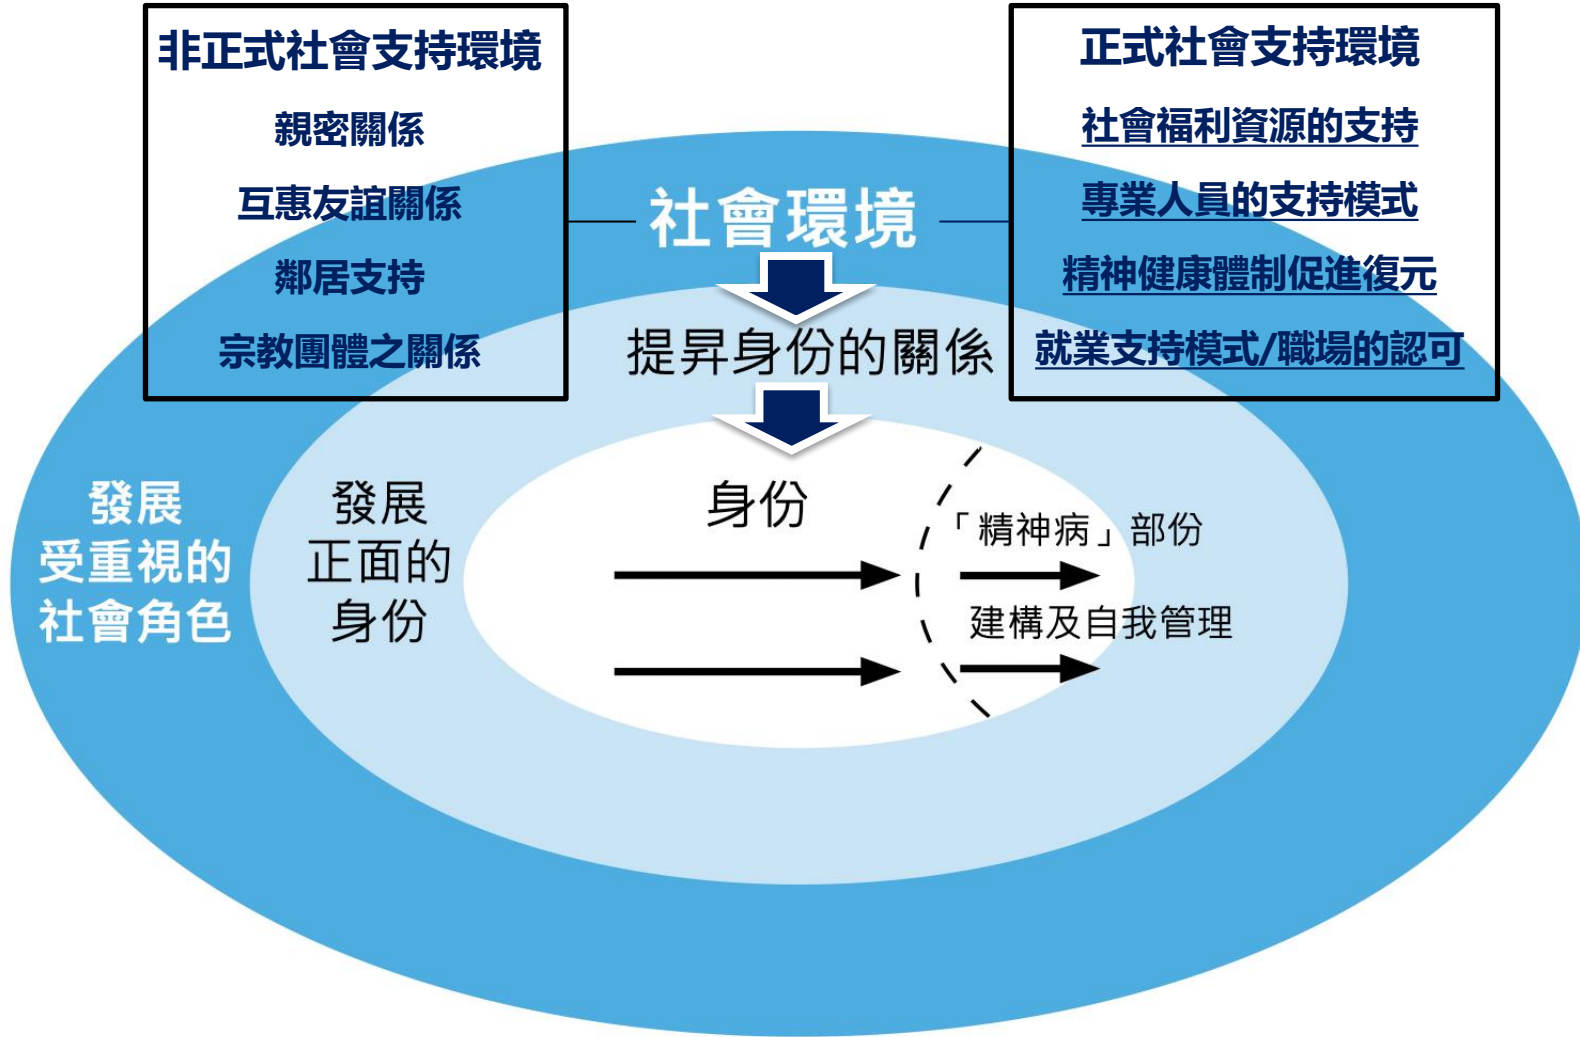 非正式社會支持環境
親密關係
互惠友誼關係
鄰居支持
宗教團體之關係
正式社會支持環境
社會福利資源的支持
專業人員的支持模式
精神健康體制促進復元
就業支持模式/職場的認可
社會環境
提昇身份的關係
發展
受重視的
社會角色
發展
正面的
身份
身份
「精神病」部份
建構及自我管理